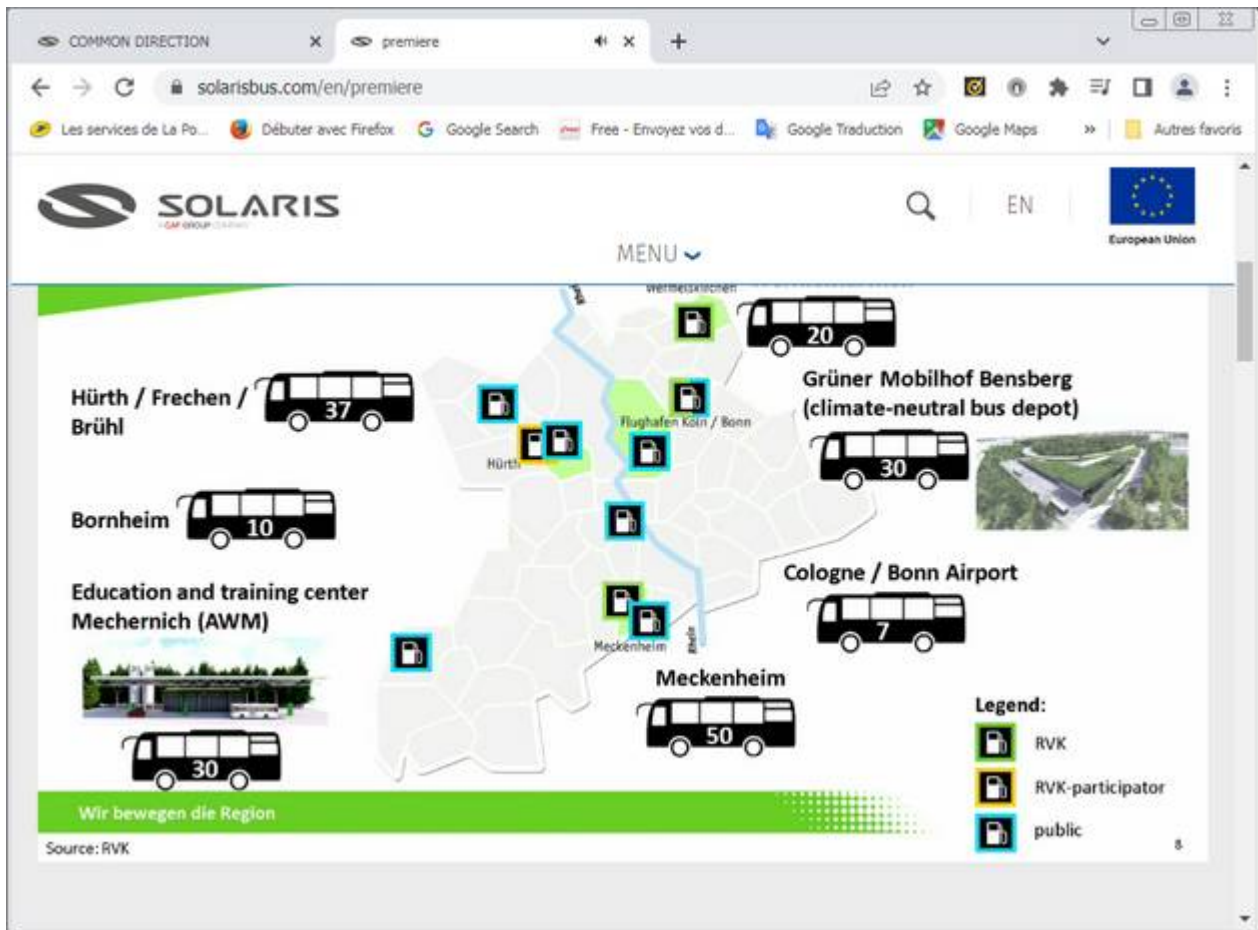 COMMON DIRECTION
premiere
solarisbus.com/en/premiere
Les services de La Po...
Débuter avec Firefox
Google Search
Free - Envoyez vos d...
Google Traduction
Google Maps
»
Autres favoris
SOLARIS
EN
European Union
MENU
Wermelskirchen
20
Hürth / Frechen /
Brühl
37
Grüner Mobilhof Bensberg
(climate-neutral bus depot)
30
Flughafen Köln / Bonn
Hürth
Bornheim
10
Cologne / Bonn Airport
7
Education and training center
Mechernich (AWM)
30
Meckenheim
Rhein
Meckenheim
50
Legend:
RVK
RVK-participator
public
Wir bewegen die Region
Source: RVK
8